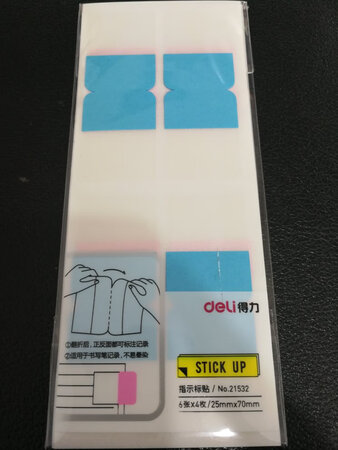 deli得力
①翻折后，正反面都可标注记录
②适用于书写笔记录，不易晕染
STICK UP
指示标贴 / No.21532
6张x4枚/25mmx70mm